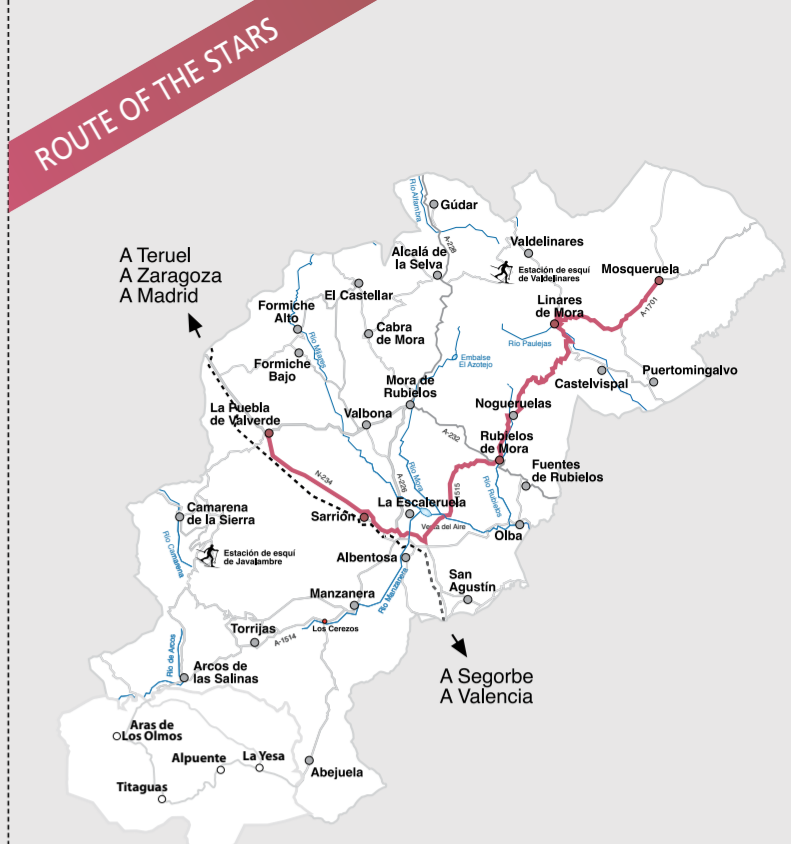 ROUTE OF THE STARS
A Teruel
A Zaragoza
A Madrid
Río Alfambra
Gúdar
A-226
Valdelinares
Alcalá de
la Selva
Estación de esquí
de Valdelinares
Mosqueruela
El Castellar
Linares
de Mora
A-1701
Formiche
Alto
Cabra
de Mora
Río Mijares
Río Paulejas
Formiche
Bajo
Embalse
El Azotejo
Castelvispal
Puertomingalvo
Mora de
Rubielos
La Puebla
de Valverde
Valbona
Nogueruelas
A-232
Rubielos
de Mora
Fuentes
de Rubielos
N-234
A-228
Río Mora
1515
Río Rubielos
La Escaleruela
Camarena
de la Sierra
Sarrión
Venta del Aire
Olba
Río Camarena
Estación de esquí
de Javalambre
Albentosa
San
Agustín
Manzanera
Río Manzanera
Los Cerezos
Torrijas
A-1514
Río de Arcos
Arcos de
las Salinas
A Segorbe
A Valencia
Aras de
Los Olmos
Alpuente
La Yesa
Abejuela
Titaguas